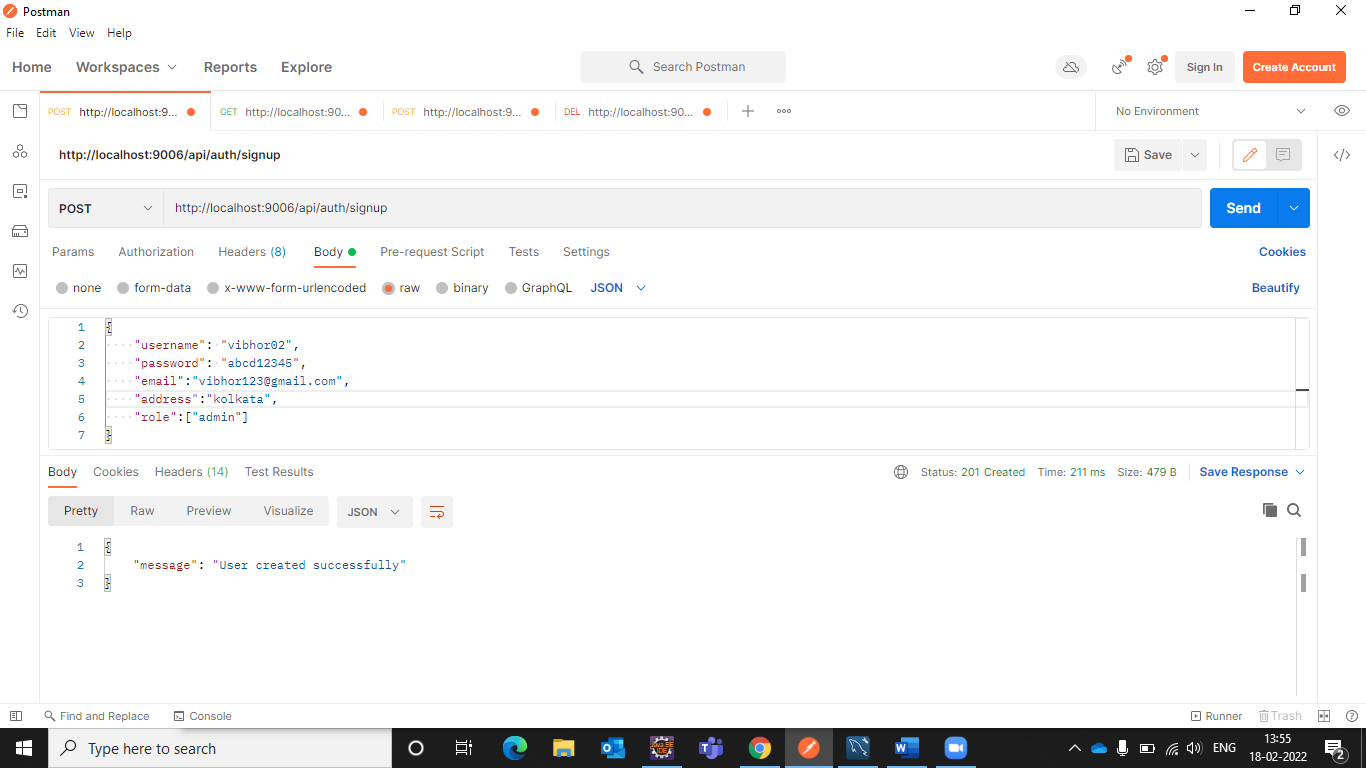 Postman
File Edit View Help
Home Workspaces Reports Explore Search Postman Sign In Create Account
POST http://localhost:9... GET http://localhost:90... POST http://localhost:9... DEL http://localhost:90... No Environment
http://localhost:9006/api/auth/signup Save
POST http://localhost:9006/api/auth/signup Send
Params Authorization Headers (8) Body Pre-request Script Tests Settings Cookies
none form-data x-www-form-urlencoded raw binary GraphQL JSON Beautify
1 {
2 "username": "vibhor02",
3 "password": "abcd12345",
4 "email":"vibhor123@gmail.com",
5 "address":"kolkata",
6 "role":["admin"]
7 }
Body Cookies Headers (14) Test Results Status: 201 Created Time: 211 ms Size: 479 B Save Response
Pretty Raw Preview Visualize JSON
1 {
2 "message": "User created successfully"
3 }
Find and Replace Console Runner Trash
Type here to search ENG 13:55
18-02-2022 2